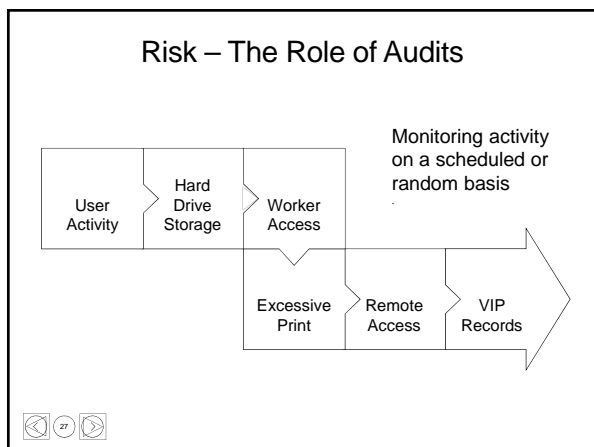 Risk – The Role of Audits
Monitoring activity
on a scheduled or
random basis
.
User
Activity
Hard
Drive
Storage
Worker
Access
Excessive
Print
Remote
Access
VIP
Records
27